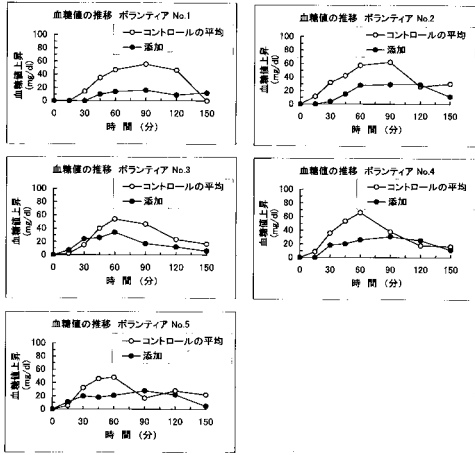 血糖値の推移 ボランティア No.1
血糖値上昇
(mg/dl)
100
80
60
40
20
0
コントロールの平均
添加
0 30 60 90 120 150
時間(分)
血糖値の推移 ボランティア No.2
血糖値上昇
(mg/dl)
100
80
60
40
20
0
コントロールの平均
添加
0 30 60 90 120 150
時間(分)
血糖値の推移 ボランティア No.3
血糖値上昇
(mg/dl)
100
80
60
40
20
0
コントロールの平均
添加
0 30 60 90 120 150
時間(分)
血糖値の推移 ボランティア No.4
血糖値上昇
(mg/dl)
100
80
60
40
20
0
コントロールの平均
添加
0 30 60 90 120 150
時間(分)
血糖値の推移 ボランティア No.5
血糖値上昇
(mg/dl)
100
80
60
40
20
0
コントロールの平均
添加
0 30 60 90 120 150
時間(分)